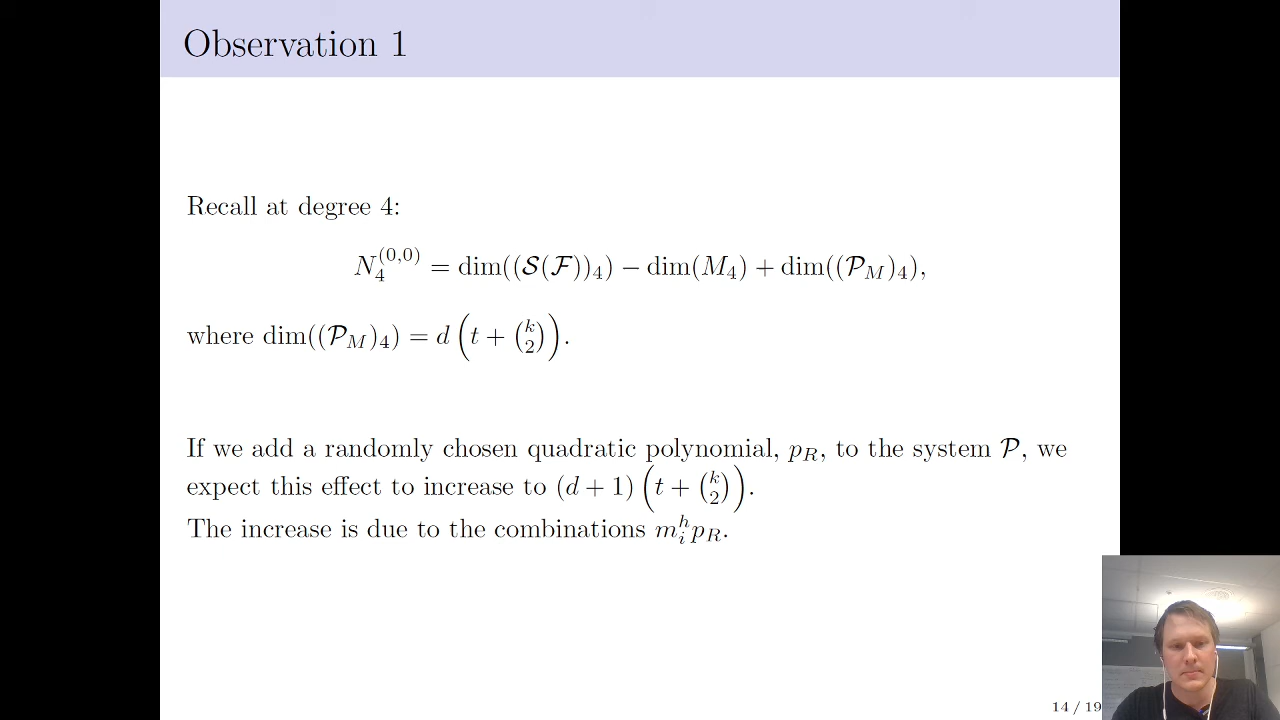 Observation 1
Recall at degree 4:
N_4^{(0,0)} = dim((𝒮(ℱ))_4) − dim(M_4) + dim((𝒫_M)_4),
where dim((𝒫_M)_4) = d (t + \binom{k}{2}).
If we add a randomly chosen quadratic polynomial, p_R, to the system 𝒫, we
expect this effect to increase to (d + 1) (t + \binom{k}{2}).
The increase is due to the combinations m_i^h p_R.
14 / 19